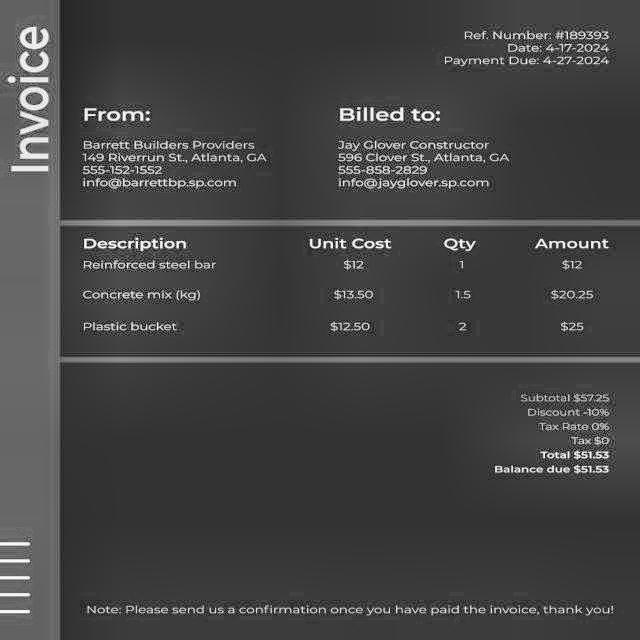 Invoice
Ref. Number: #189393
Date: 4-17-2024
Payment Due: 4-27-2024
From:
Barrett Builders Providers
149 Riverrun St., Atlanta, GA
555-152-1552
info@barrettbp.sp.com
Billed to:
Jay Glover Constructor
596 Clover St., Atlanta, GA
555-858-2829
info@jayglover.sp.com
Description Unit Cost Qty Amount
Reinforced steel bar $12 1 $12
Concrete mix (kg) $13.50 1.5 $20.25
Plastic bucket $12.50 2 $25
Subtotal $57.25
Discount -10%
Tax Rate 0%
Tax $0
Total $51.53
Balance due $51.53
Note: Please send us a confirmation once you have paid the invoice, thank you!